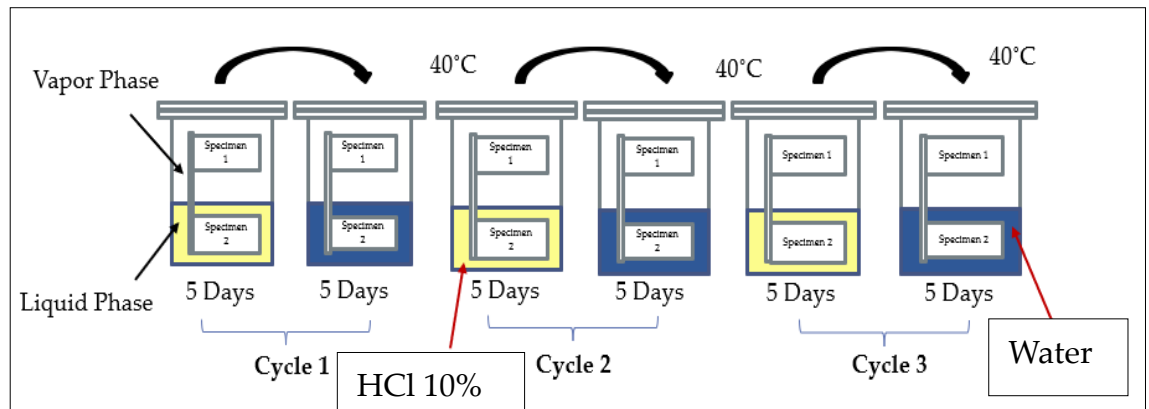 Vapor Phase
Liquid Phase
40°C
40°C
40°C
Specimen
1
Specimen
2
Specimen
1
Specimen
2
Specimen
1
Specimen
2
Specimen
1
Specimen
2
Specimen 1
Specimen 2
Specimen 1
Specimen 2
5 Days
5 Days
5 Days
5 Days
5 Days
5 Days
Cycle 1
Cycle 2
Cycle 3
HCl 10%
Water